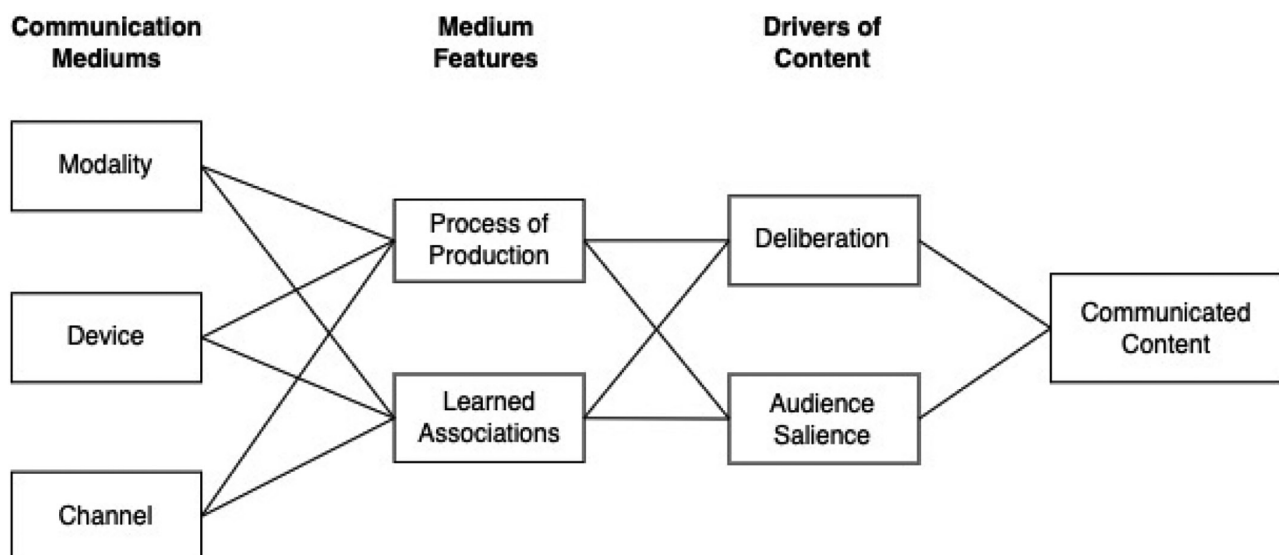 Communication
Mediums
Medium
Features
Drivers of
Content
Modality
Device
Channel
Process of
Production
Learned
Associations
Deliberation
Audience
Salience
Communicated
Content